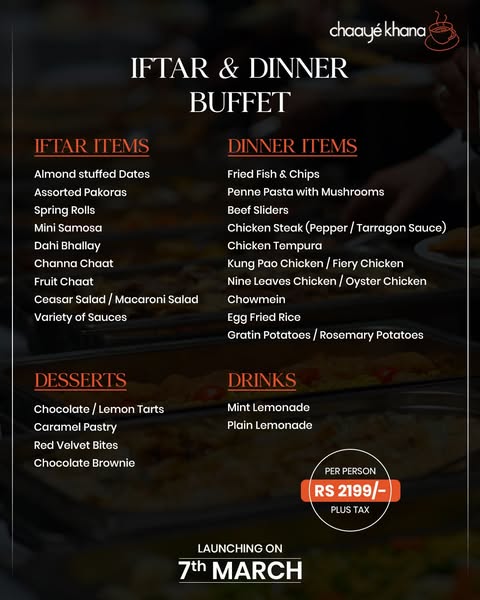 chaayé khana
IFTAR & DINNER
BUFFET
IFTAR ITEMS
Almond stuffed Dates
Assorted Pakoras
Spring Rolls
Mini Samosa
Dahi Bhallay
Channa Chaat
Fruit Chaat
Ceasar Salad / Macaroni Salad
Variety of Sauces
DINNER ITEMS
Fried Fish & Chips
Penne Pasta with Mushrooms
Beef Sliders
Chicken Steak (Pepper / Tarragon Sauce)
Chicken Tempura
Kung Pao Chicken / Fiery Chicken
Nine Leaves Chicken / Oyster Chicken
Chowmein
Egg Fried Rice
Gratin Potatoes / Rosemary Potatoes
DESSERTS
Chocolate / Lemon Tarts
Caramel Pastry
Red Velvet Bites
Chocolate Brownie
DRINKS
Mint Lemonade
Plain Lemonade
PER PERSON
RS 2199/-
PLUS TAX
LAUNCHING ON
7th MARCH